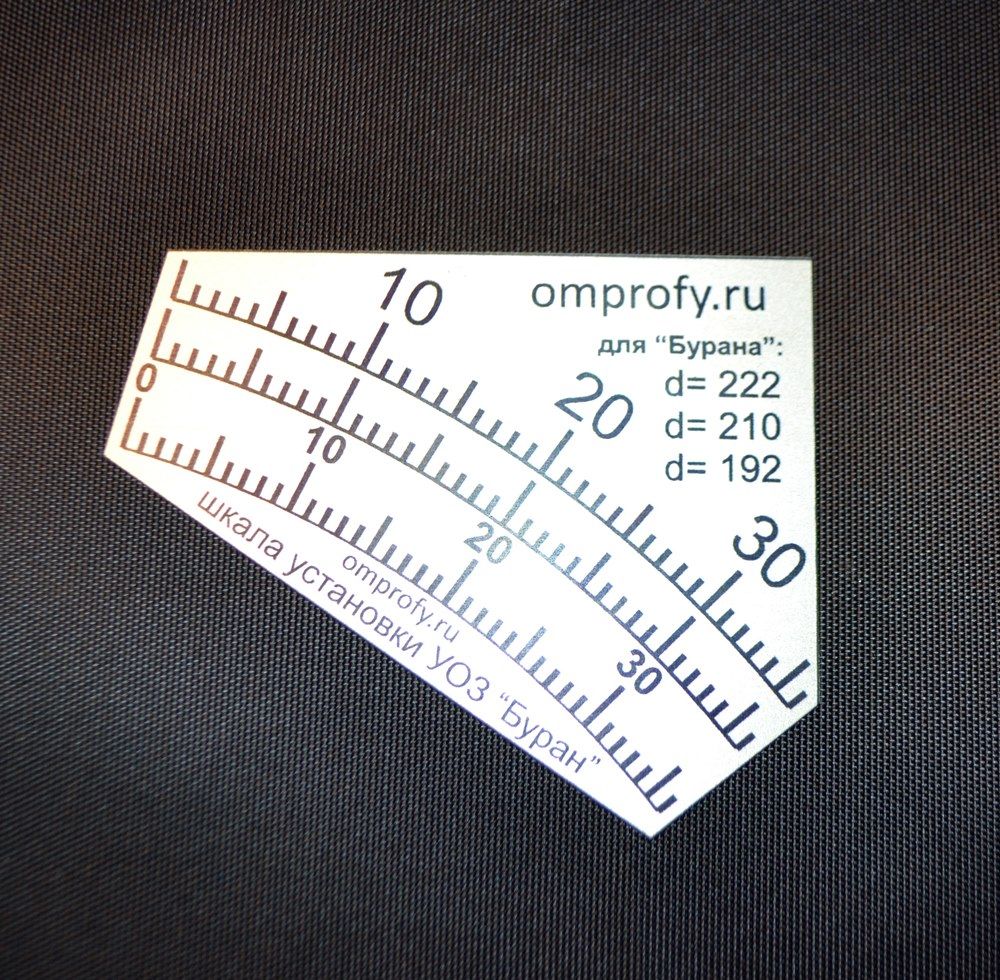 omprofy.ru
для “Бурана”:
d= 222
d= 210
d= 192
10
20
30
0
10
20
30
omprofy.ru
шкала установки УОЗ “Буран”